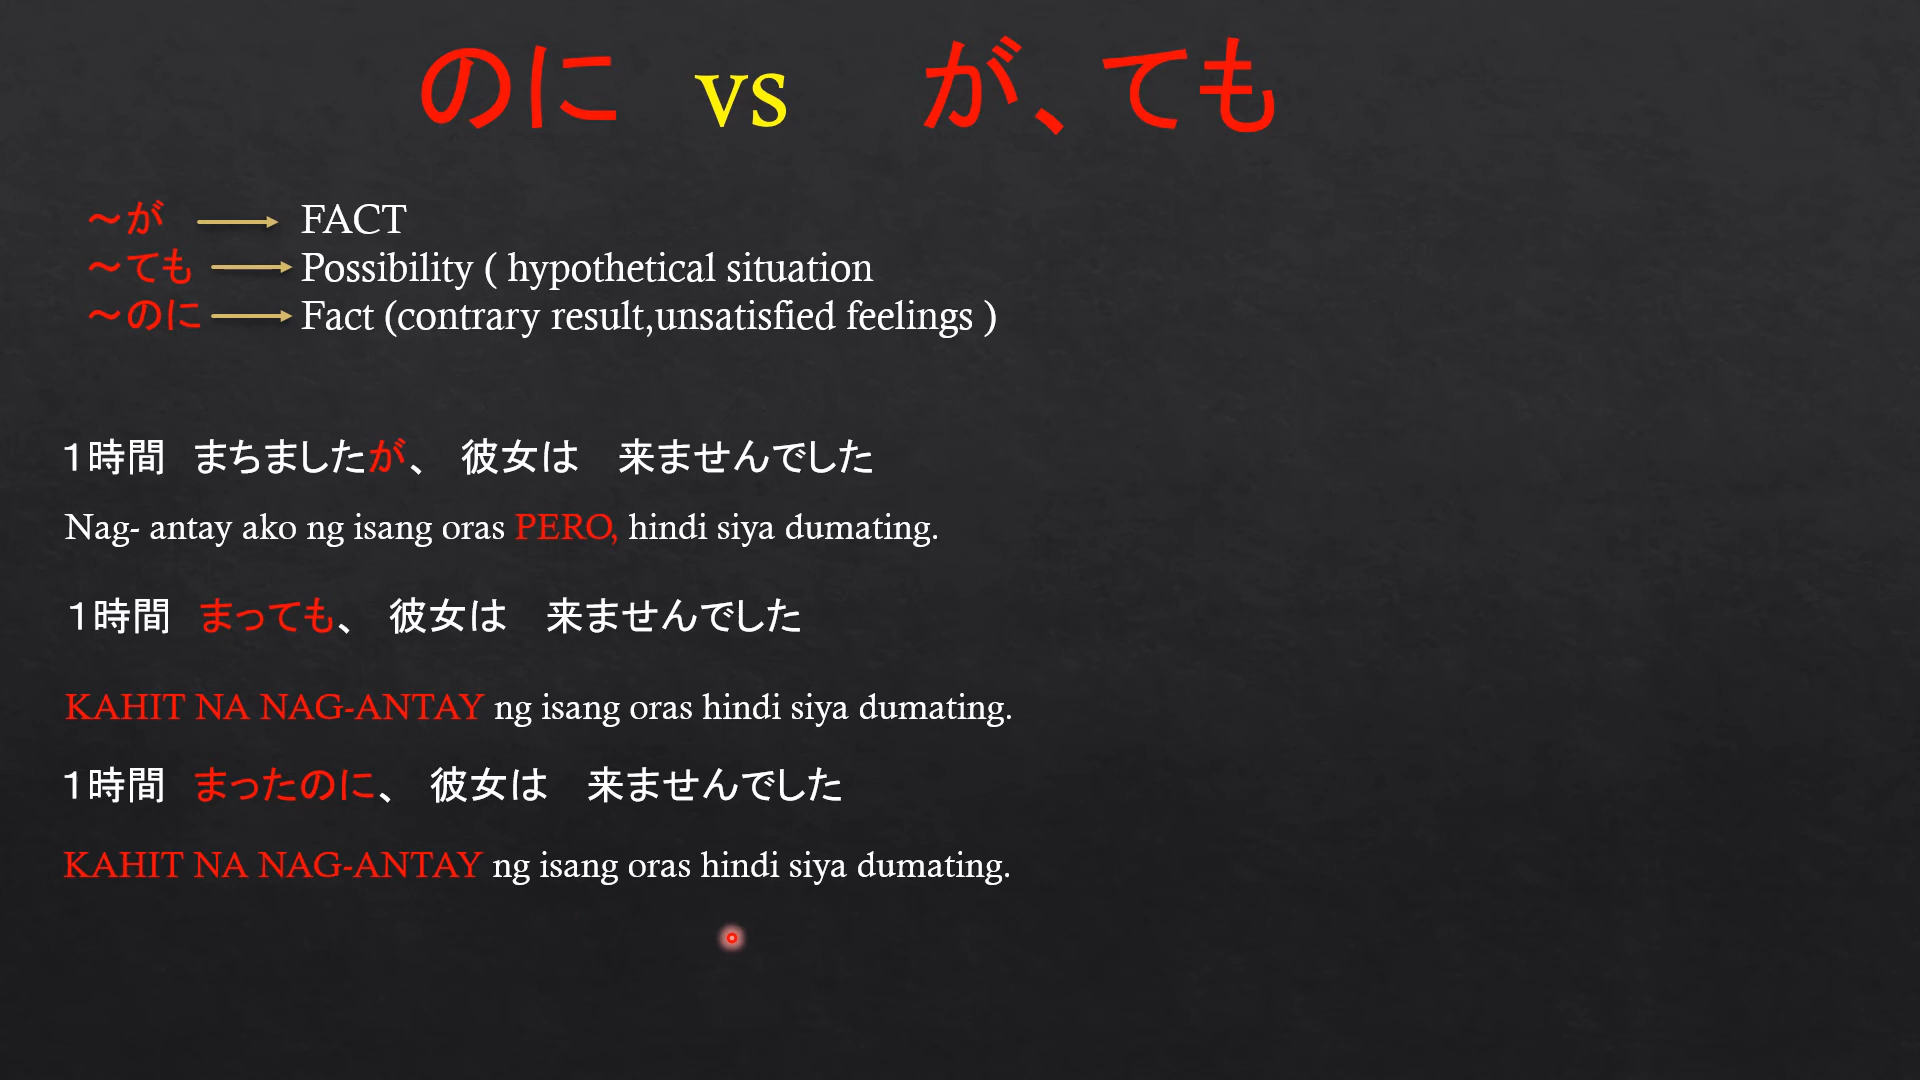 のに vs が、ても
～が FACT
～ても Possibility ( hypothetical situation
～のに Fact (contrary result,unsatisfied feelings )
１時間　まちましたが、　彼女は　来ませんでした
Nag- antay ako ng isang oras PERO, hindi siya dumating.
１時間　まっても、　彼女は　来ませんでした
KAHIT NA NAG-ANTAY ng isang oras hindi siya dumating.
１時間　まったのに、　彼女は　来ませんでした
KAHIT NA NAG-ANTAY ng isang oras hindi siya dumating.